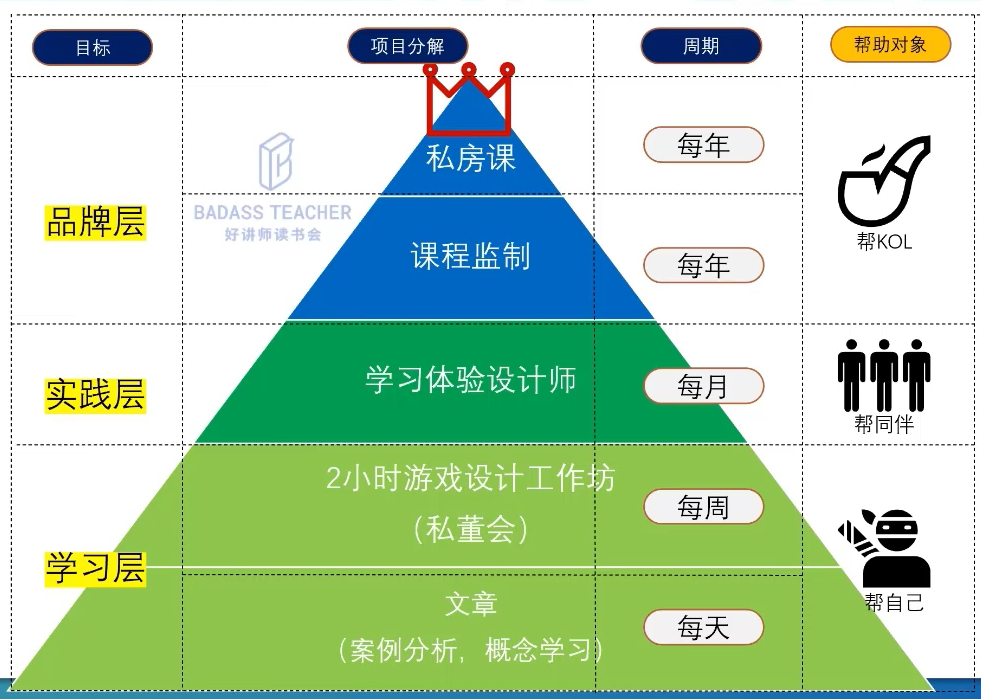 目标
项目分解
周期
帮助对象
私房课
每年
BADASS TEACHER
好讲师读书会
品牌层
课程监制
每年
帮KOL
实践层
学习体验设计师
每月
帮同伴
2小时游戏设计工作坊
（私董会）
每周
学习层
文章
（案例分析，概念学习）
每天
帮自己